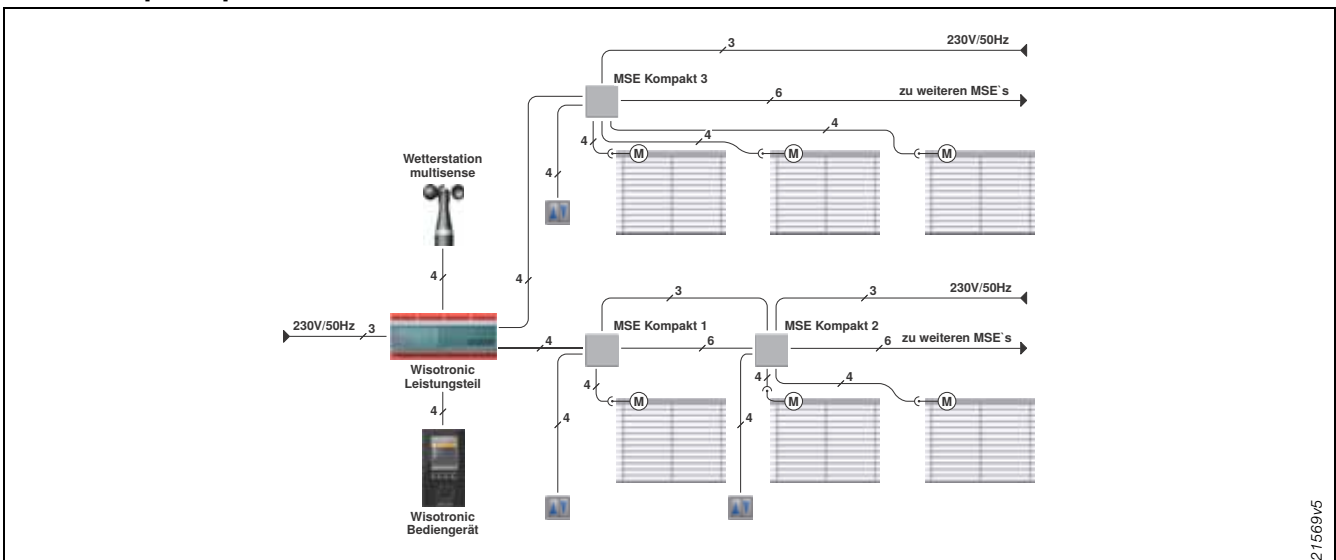 3
230V/50Hz
MSE Kompakt 3
6
zu weiteren MSE`s
4
4
4
M
M
M
4
Wetterstation
multisense
4
4
3
3
230V/50Hz
230V/50Hz
3
MSE Kompakt 1
MSE Kompakt 2
4
6
6
zu weiteren MSE`s
Wisotronic
Leistungsteil
4
4
4
M
M
M
4
4
4
Wisotronic
Bediengerät
21569v5